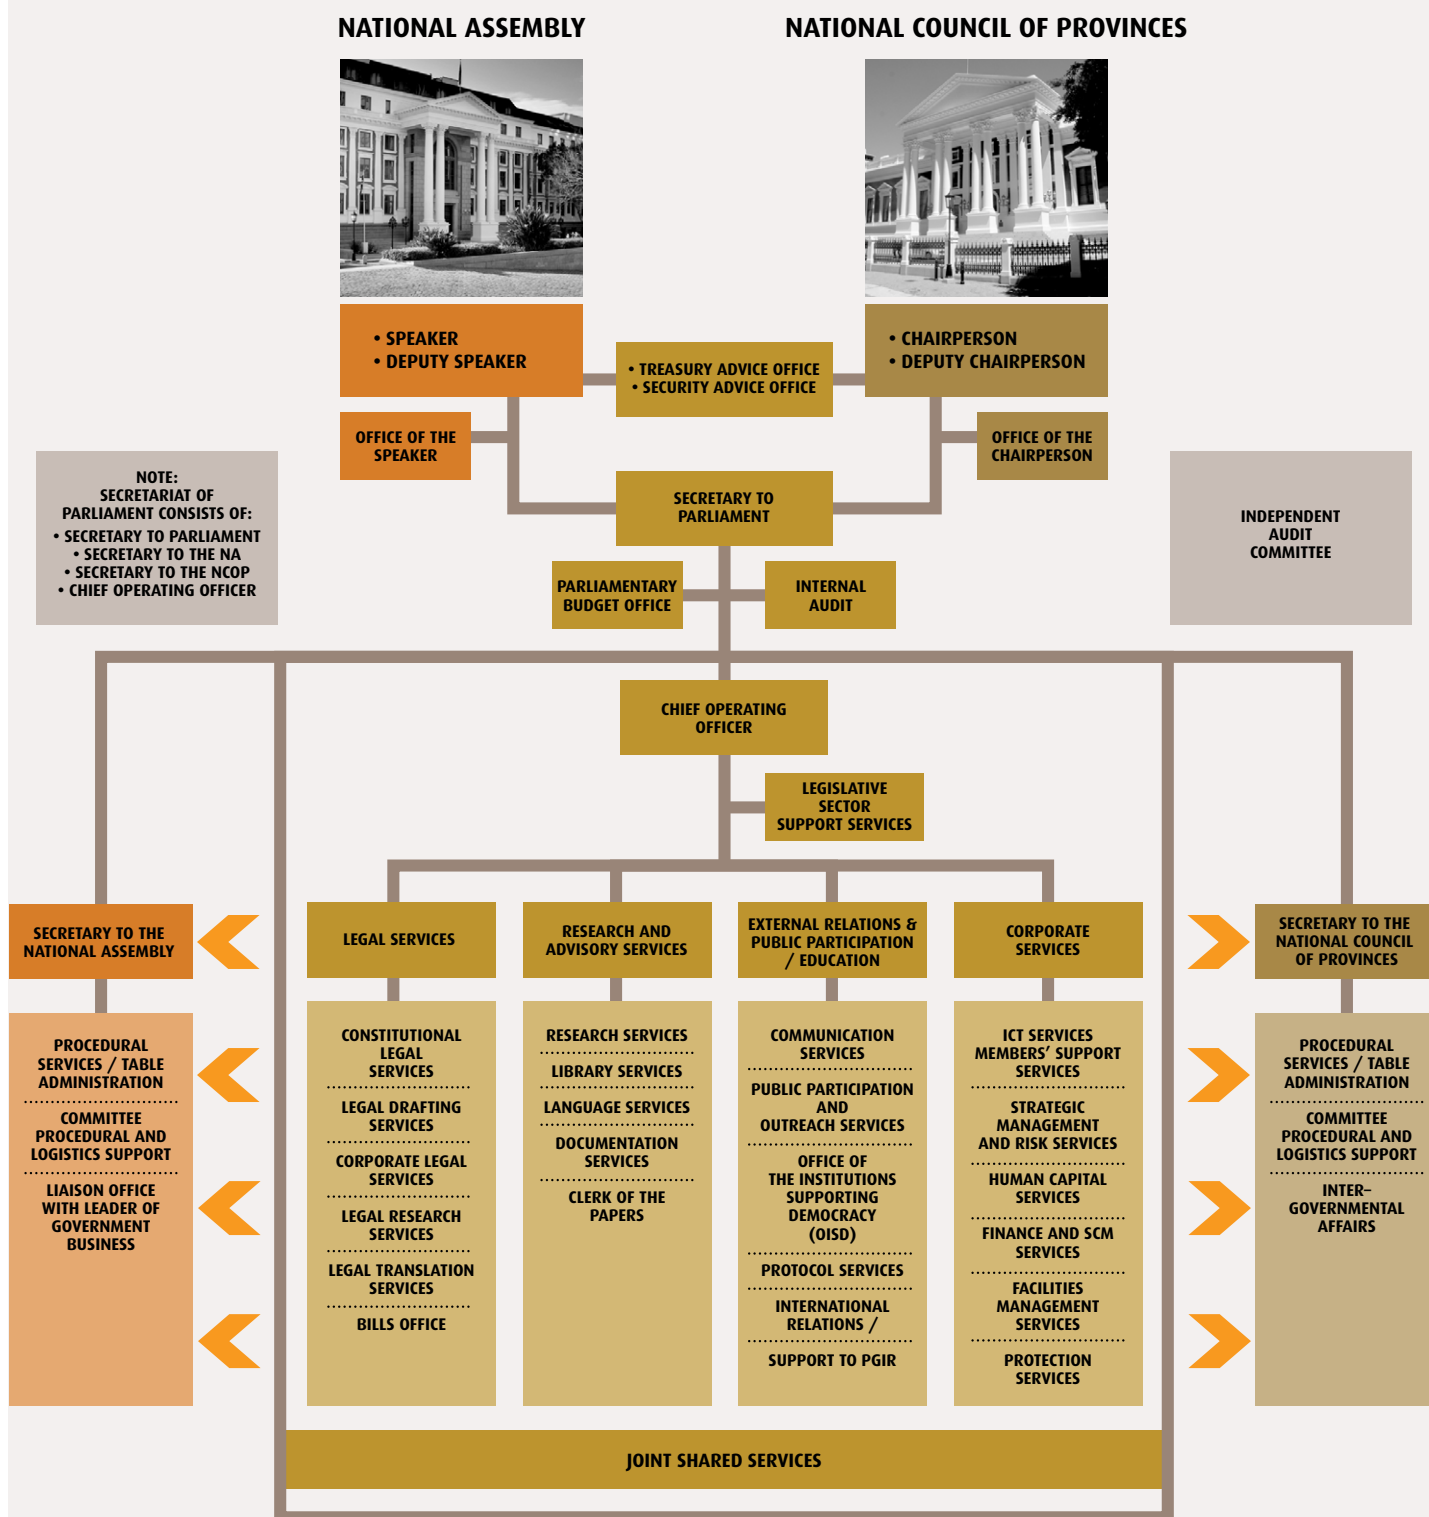 NATIONAL ASSEMBLY
NATIONAL COUNCIL OF PROVINCES
• SPEAKER
• DEPUTY SPEAKER
• TREASURY ADVICE OFFICE
• SECURITY ADVICE OFFICE
• CHAIRPERSON
• DEPUTY CHAIRPERSON
OFFICE OF THE
SPEAKER
OFFICE OF THE
CHAIRPERSON
NOTE:
SECRETARIAT OF
PARLIAMENT CONSISTS OF:
• SECRETARY TO PARLIAMENT
• SECRETARY TO THE NA
• SECRETARY TO THE NCOP
• CHIEF OPERATING OFFICER
SECRETARY TO
PARLIAMENT
INDEPENDENT
AUDIT
COMMITTEE
PARLIAMENTARY
BUDGET OFFICE
INTERNAL
AUDIT
CHIEF OPERATING
OFFICER
LEGISLATIVE
SECTOR
SUPPORT SERVICES
SECRETARY TO THE
NATIONAL ASSEMBLY
LEGAL SERVICES
RESEARCH AND
ADVISORY SERVICES
EXTERNAL RELATIONS &
PUBLIC PARTICIPATION
/ EDUCATION
CORPORATE
SERVICES
SECRETARY TO THE
NATIONAL COUNCIL
OF PROVINCES
PROCEDURAL
SERVICES / TABLE
ADMINISTRATION
COMMITTEE
PROCEDURAL AND
LOGISTICS SUPPORT
LIAISON OFFICE
WITH LEADER OF
GOVERNMENT
BUSINESS
CONSTITUTIONAL
LEGAL
SERVICES
LEGAL DRAFTING
SERVICES
CORPORATE LEGAL
SERVICES
LEGAL RESEARCH
SERVICES
LEGAL TRANSLATION
SERVICES
BILLS OFFICE
RESEARCH SERVICES
LIBRARY SERVICES
LANGUAGE SERVICES
DOCUMENTATION
SERVICES
CLERK OF THE
PAPERS
COMMUNICATION
SERVICES
PUBLIC PARTICIPATION
AND
OUTREACH SERVICES
OFFICE OF
THE INSTITUTIONS
SUPPORTING
DEMOCRACY
(OISD)
PROTOCOL SERVICES
INTERNATIONAL
RELATIONS /
SUPPORT TO PGIR
ICT SERVICES
MEMBERS’ SUPPORT
SERVICES
STRATEGIC
MANAGEMENT
AND RISK SERVICES
HUMAN CAPITAL
SERVICES
FINANCE AND SCM
SERVICES
FACILITIES
MANAGEMENT
SERVICES
PROTECTION
SERVICES
PROCEDURAL
SERVICES / TABLE
ADMINISTRATION
COMMITTEE
PROCEDURAL AND
LOGISTICS SUPPORT
INTER–
GOVERNMENTAL
AFFAIRS
JOINT SHARED SERVICES